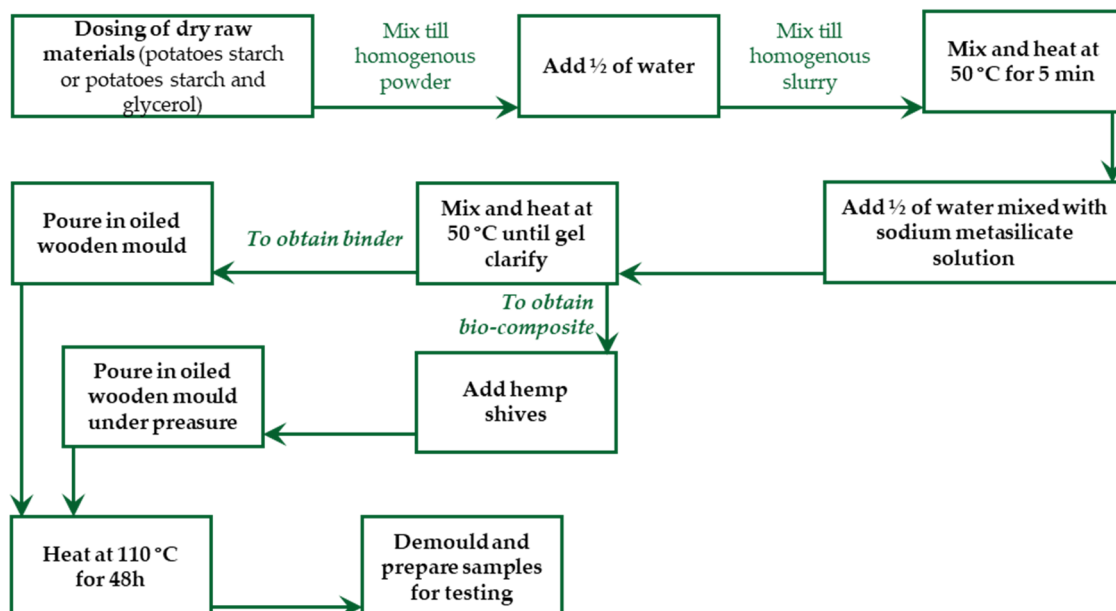 Dosing of dry raw
materials (potatoes starch
or potatoes starch and
glycerol)
Mix till
homogenous
powder
Add ½ of water
Mix till
homogenous
slurry
Mix and heat at
50 °C for 5 min
Poure in oiled
wooden mould
To obtain binder
Mix and heat at
50 °C until gel
clarify
Add ½ of water mixed with
sodium metasilicate
solution
To obtain
bio-composite
Poure in oiled
wooden mould
under preasure
Add hemp
shives
Heat at 110 °C
for 48h
Demould and
prepare samples
for testing